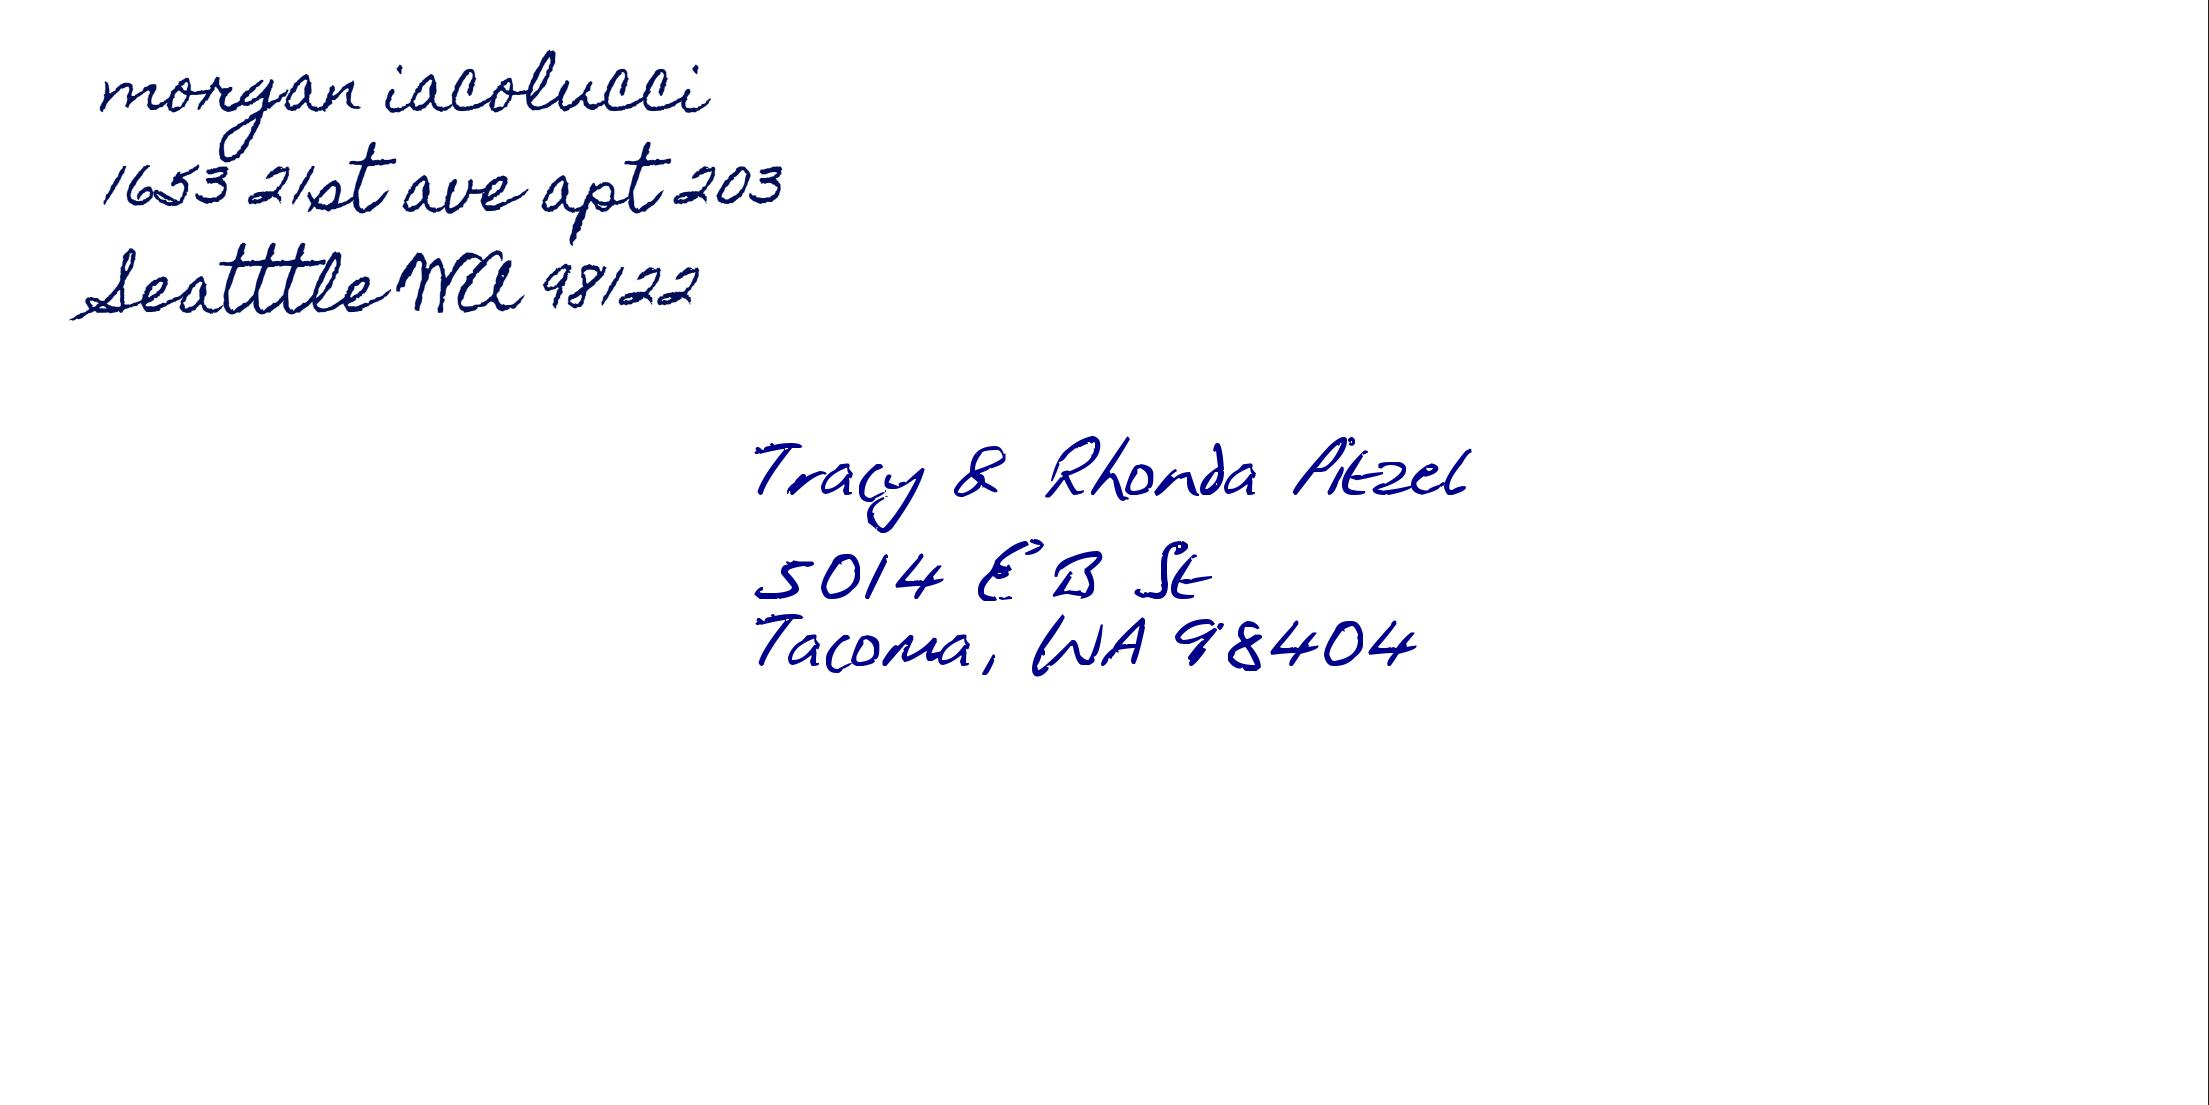 morgan iacolucci
1653 21st ave apt 203
Seatttle WA 98122
Tracy & Rhonda Pitzel
5014 E B St
Tacoma, WA 98404